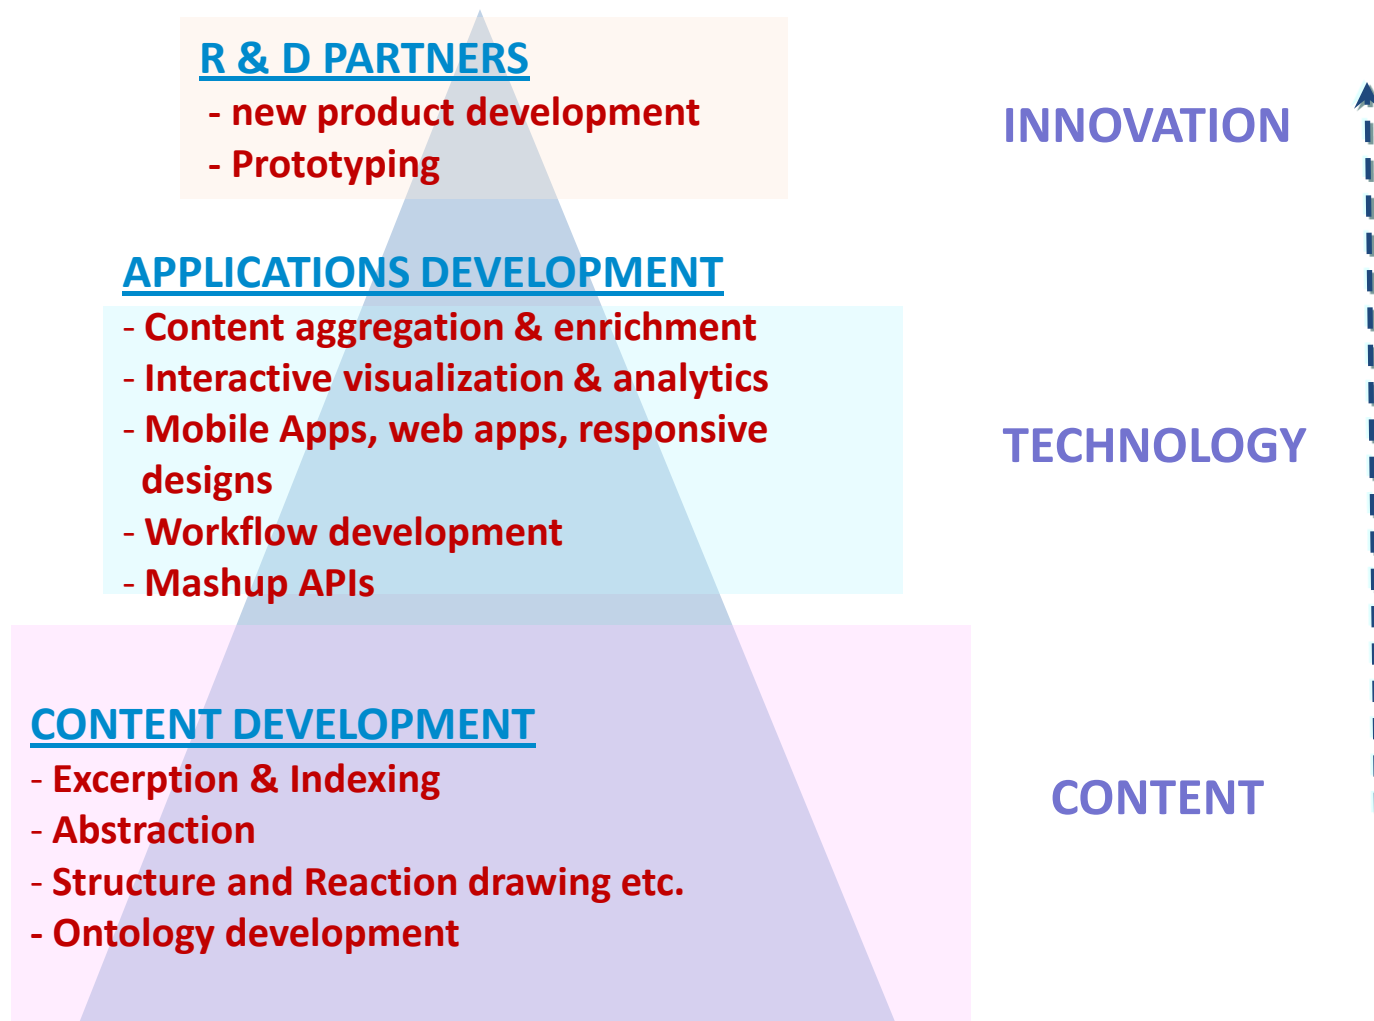 R & D PARTNERS
- new product development
- Prototyping
INNOVATION
APPLICATIONS DEVELOPMENT
- Content aggregation & enrichment
- Interactive visualization & analytics
- Mobile Apps, web apps, responsive
designs
- Workflow development
- Mashup APIs
TECHNOLOGY
CONTENT DEVELOPMENT
- Excerption & Indexing
- Abstraction
- Structure and Reaction drawing etc.
- Ontology development
CONTENT